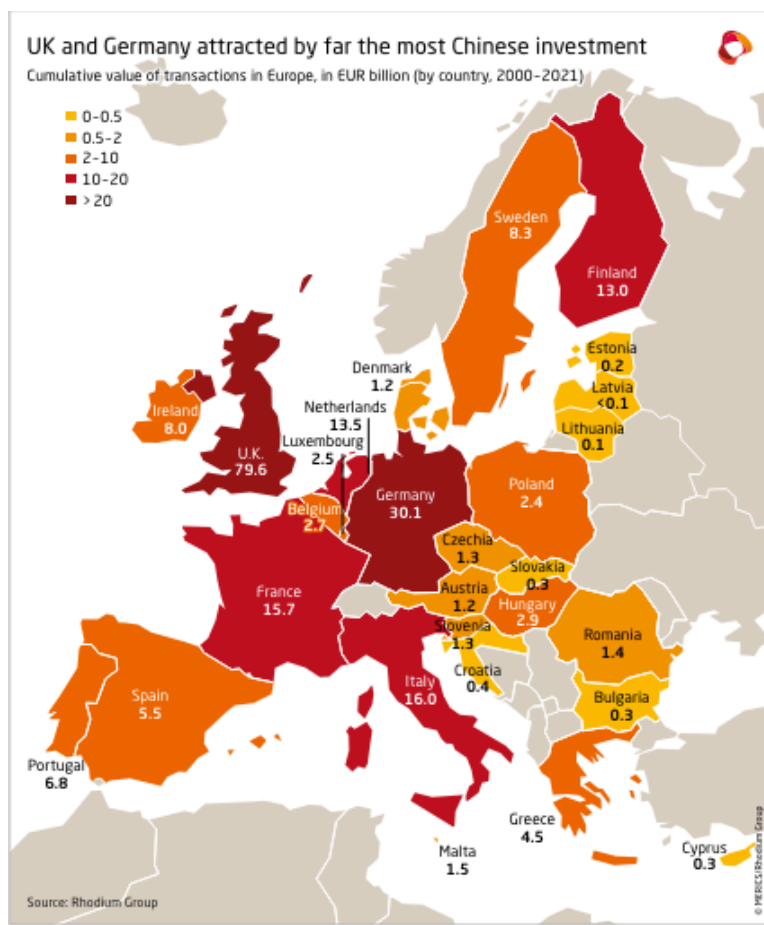 UK and Germany attracted by far the most Chinese investment
Cumulative value of transactions in Europe, in EUR billion (by country, 2000–2021)
0–0.5
0.5–2
2–10
10–20
> 20
Sweden
8.3
Finland
13.0
Estonia
0.2
Latvia
<0.1
Lithuania
0.1
Denmark
1.2
Netherlands
13.5
Luxembourg
2.5
Ireland
8.0
U.K.
79.6
Belgium
2.7
Germany
30.1
Poland
2.4
Czechia
1.3
Slovakia
0.3
Austria
1.2
Hungary
2.9
Slovenia
1.3
Croatia
0.4
Romania
1.4
Bulgaria
0.3
France
15.7
Italy
16.0
Spain
5.5
Portugal
6.8
Greece
4.5
Malta
1.5
Cyprus
0.3
Source: Rhodium Group
© MERICS/Rhodium Group